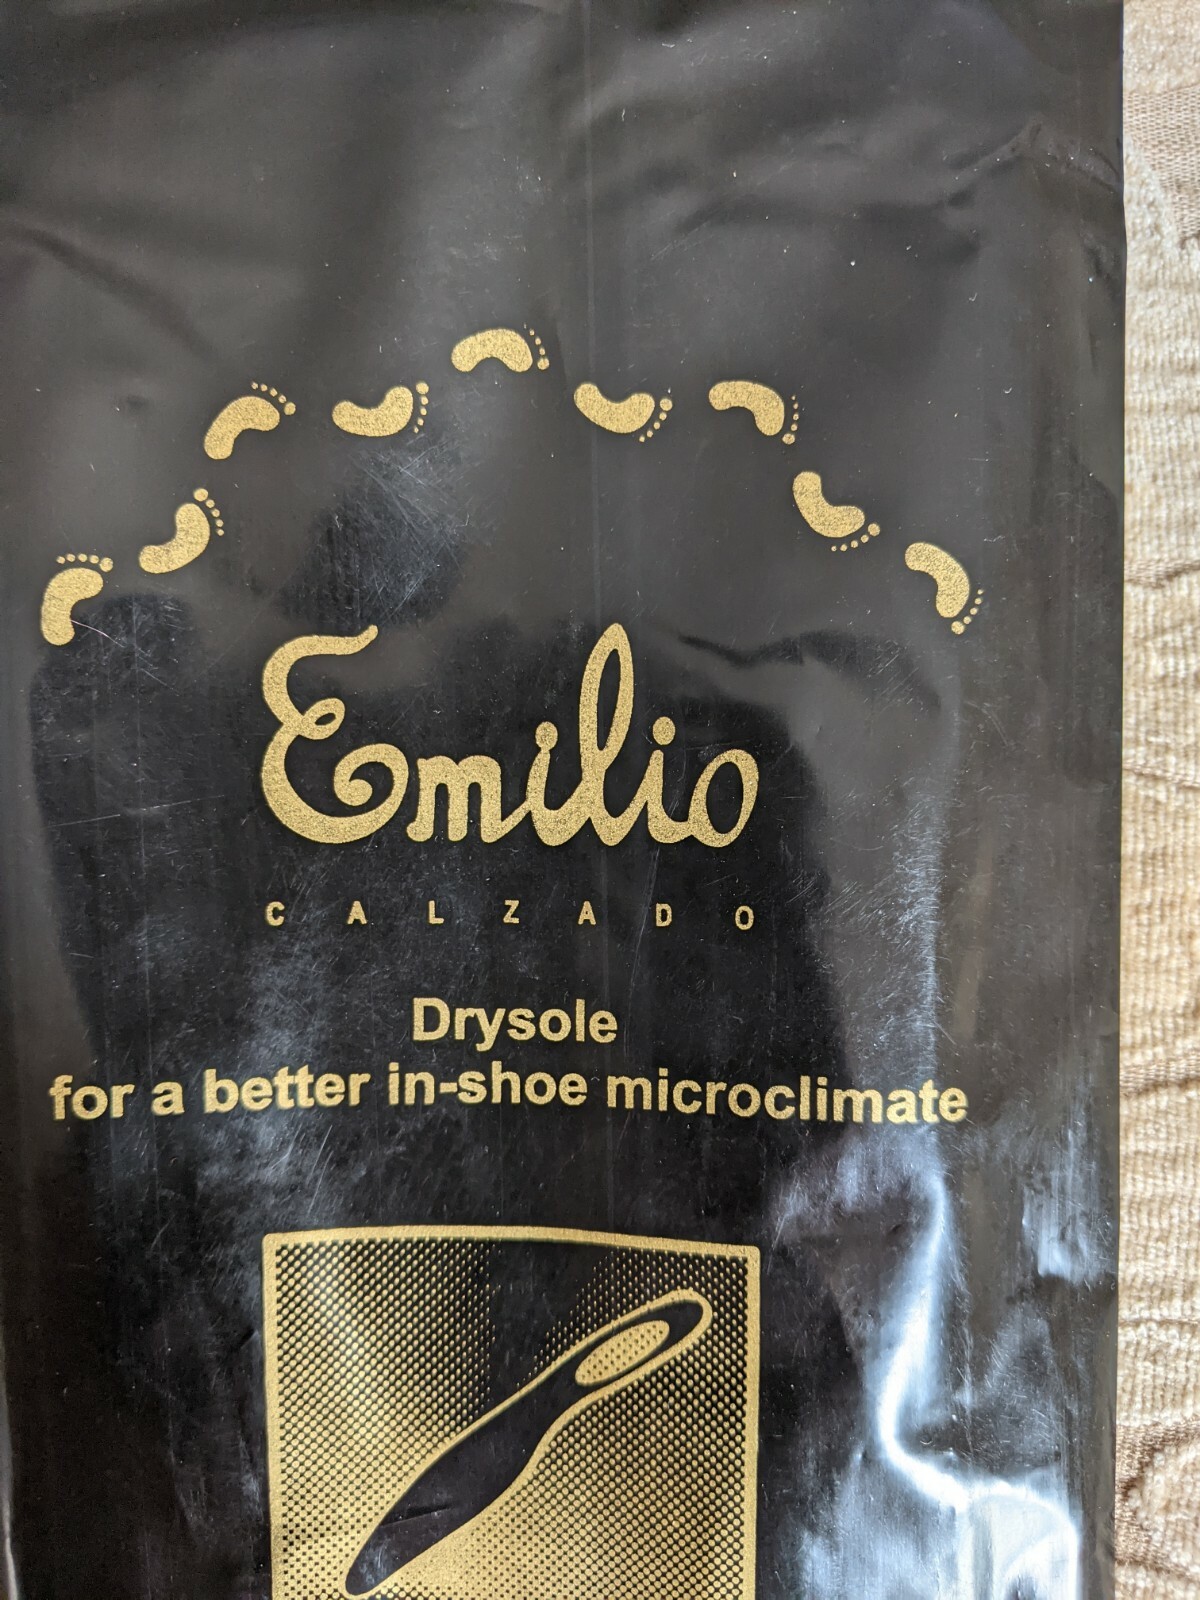 Emilio
CALZADO
Drysole
for a better in-shoe microclimate